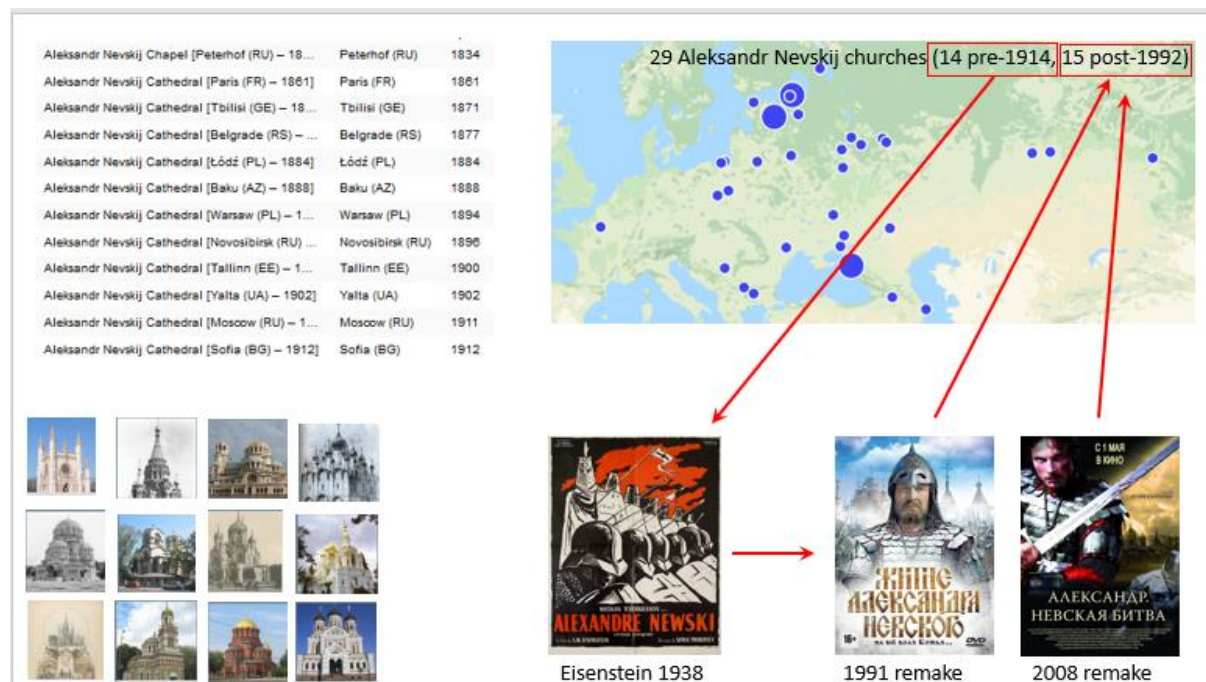 Aleksandr Nevskij Chapel [Peterhof (RU) – 18... Peterhof (RU) 1834
Aleksandr Nevskij Cathedral [Paris (FR) – 1861] Paris (FR) 1861
Aleksandr Nevskij Cathedral [Tbilisi (GE) – 18... Tbilisi (GE) 1871
Aleksandr Nevskij Cathedral [Belgrade (RS) – ... Belgrade (RS) 1877
Aleksandr Nevskij Cathedral [Łódź (PL) – 1884] Łódź (PL) 1884
Aleksandr Nevskij Cathedral [Baku (AZ) – 1888] Baku (AZ) 1888
Aleksandr Nevskij Cathedral [Warsaw (PL) – 1... Warsaw (PL) 1894
Aleksandr Nevskij Cathedral [Novosibirsk (RU) ... Novosibirsk (RU) 1896
Aleksandr Nevskij Cathedral [Tallinn (EE) – 1... Tallinn (EE) 1900
Aleksandr Nevskij Cathedral [Yalta (UA) – 1902] Yalta (UA) 1902
Aleksandr Nevskij Cathedral [Moscow (RU) – 1... Moscow (RU) 1911
Aleksandr Nevskij Cathedral [Sofia (BG) – 1912] Sofia (BG) 1912
29 Aleksandr Nevskij churches (14 pre-1914, 15 post-1992)
ALEXANDRE NEWSKI
Eisenstein 1938
ЖИТИЕ
АЛЕКСАНДРА
НЕВСКОГО
16+
DVD
1991 remake
С 1 МАЯ
В КИНО
АЛЕКСАНДР.
НЕВСКАЯ БИТВА
2008 remake